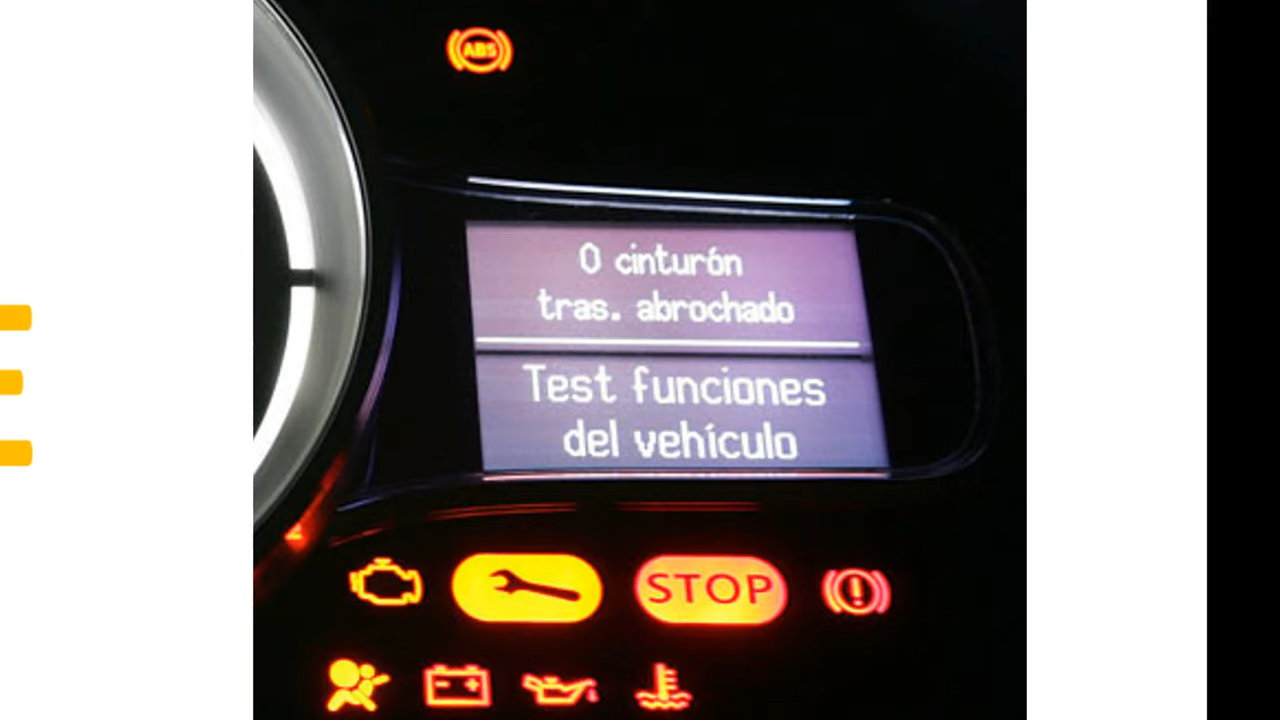 ABS
0 cinturón
tras. abrochado
Test funciones
del vehículo
STOP